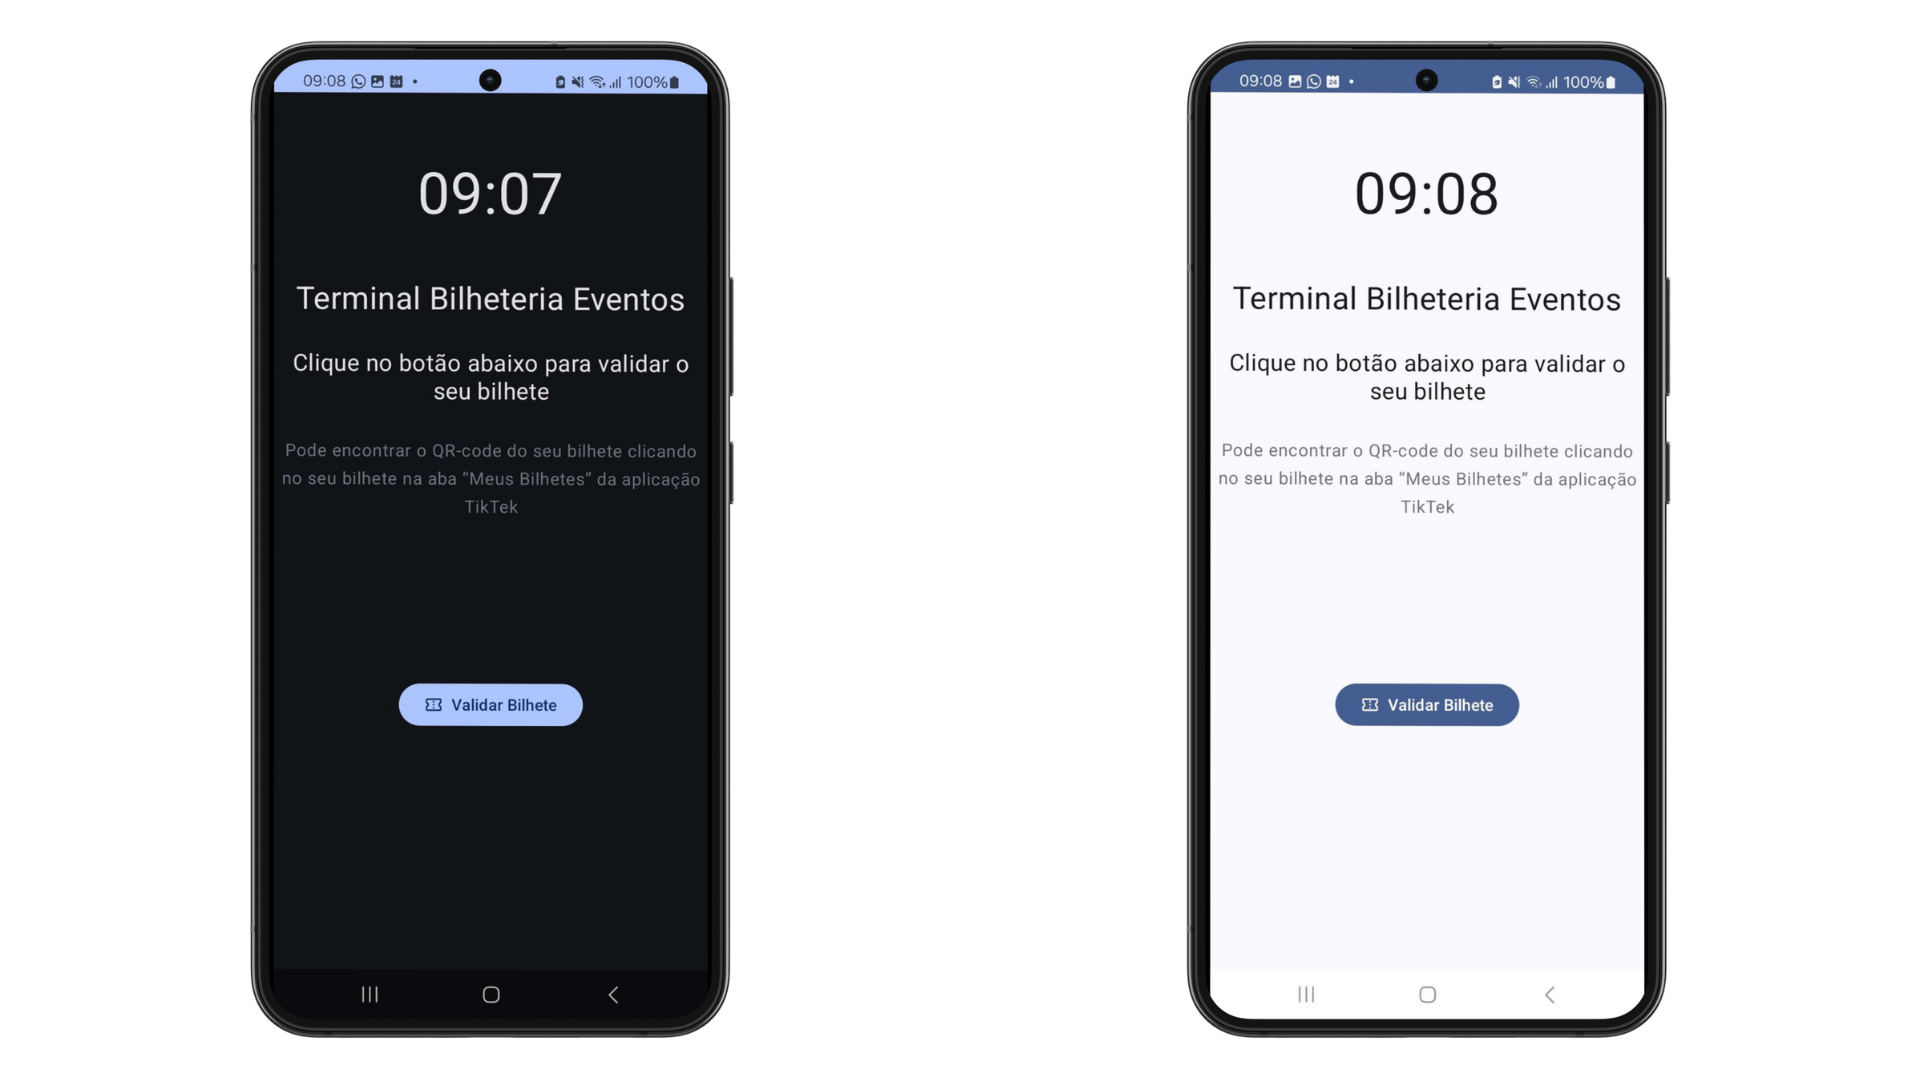 09:08 24 100%
09:07
Terminal Bilheteria Eventos
Clique no botão abaixo para validar o
seu bilhete
Pode encontrar o QR-code do seu bilhete clicando
no seu bilhete na aba “Meus Bilhetes” da aplicação
TikTek
Validar Bilhete
09:08 24 100%
09:08
Terminal Bilheteria Eventos
Clique no botão abaixo para validar o
seu bilhete
Pode encontrar o QR-code do seu bilhete clicando
no seu bilhete na aba “Meus Bilhetes” da aplicação
TikTek
Validar Bilhete